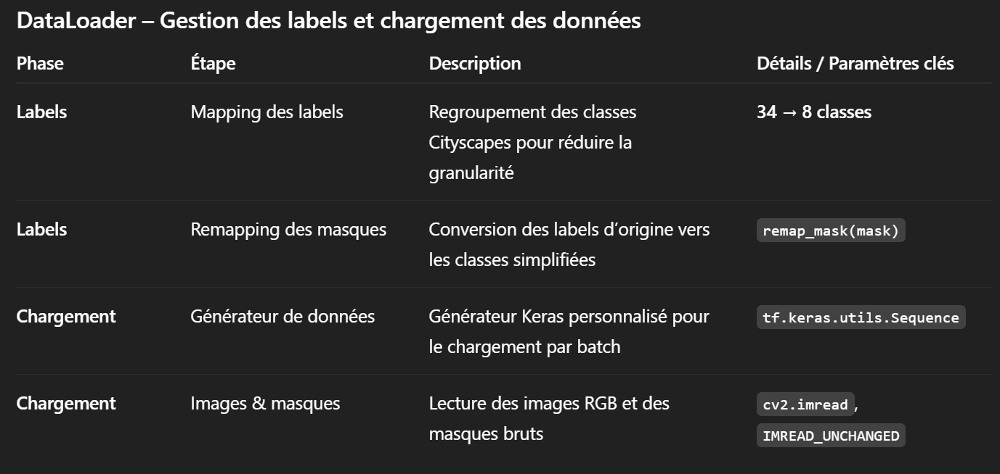 DataLoader – Gestion des labels et chargement des données
Phase Étape Description Détails / Paramètres clés
Labels Mapping des labels Regroupement des classes 34 → 8 classes
Cityscapes pour réduire la
granularité
Labels Remapping des masques Conversion des labels d’origine vers remap_mask(mask)
les classes simplifiées
Chargement Générateur de données Générateur Keras personnalisé pour tf.keras.utils.Sequence
le chargement par batch
Chargement Images & masques Lecture des images RGB et des cv2.imread ,
masques bruts IMREAD_UNCHANGED